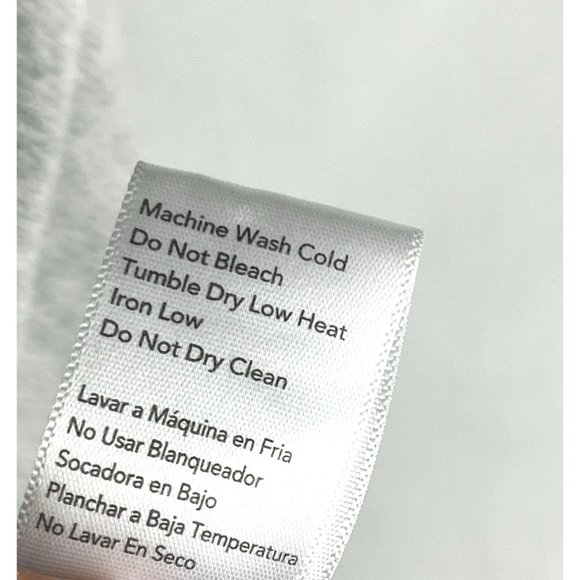 Machine Wash Cold
Do Not Bleach
Tumble Dry Low Heat
Iron Low
Do Not Dry Clean
Lavar a Máquina en Fria
No Usar Blanqueador
Socadora en Bajo
Planchar a Baja Temperatura
No Lavar En Seco